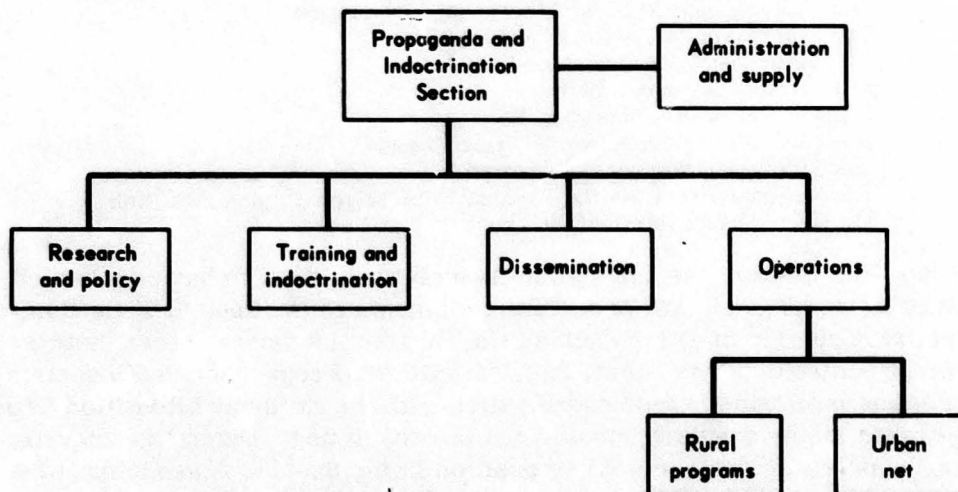 Propaganda and
Indoctrination
Section
Administration
and supply
Research
and policy
Training and
indoctrination
Dissemination
Operations
Rural
programs
Urban
net